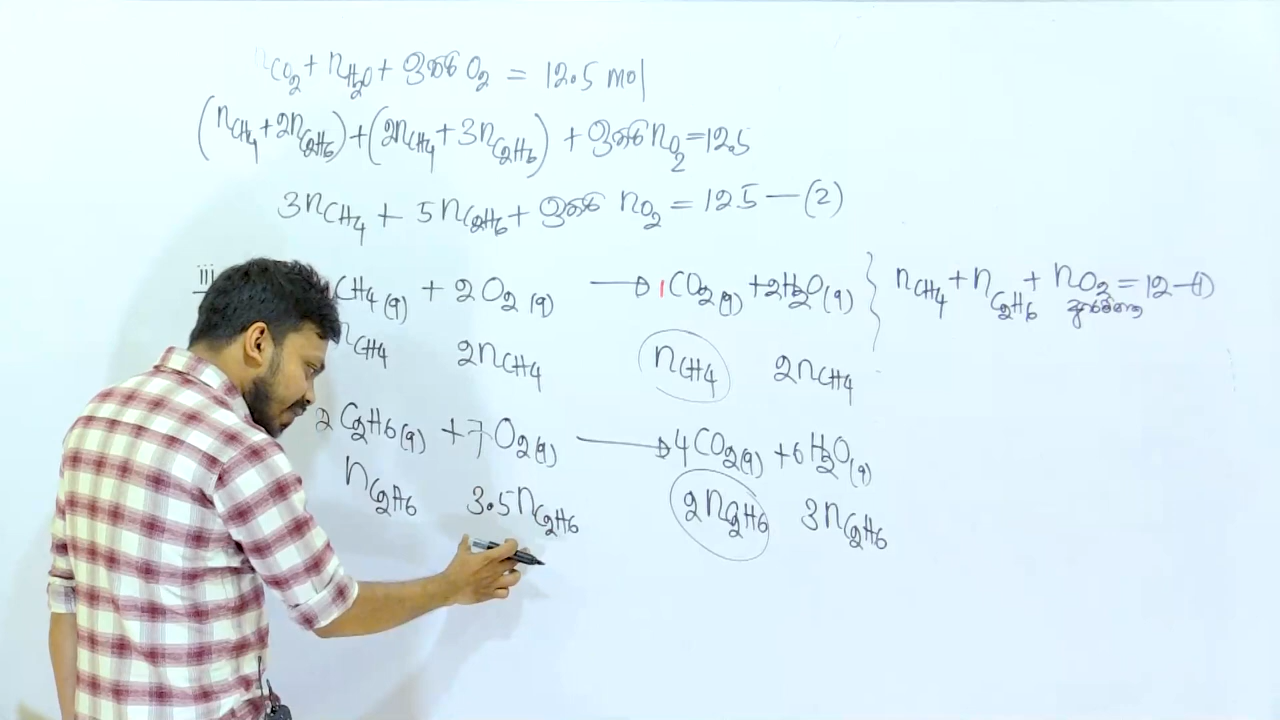 nCO₂ + nH₂O + ඉතිරි O₂ = 12.5 mol
(nCH₄ + 2nC₂H₆) + (2nCH₄ + 3nC₂H₆) + ඉතිරි nO₂ = 12.5
3nCH₄ + 5nC₂H₆ + ඉතිරි nO₂ = 12.5 — (2)
iii CH₄(g) + 2O₂(g) → 1CO₂(g) + 2H₂O(g) } nCH₄ + nC₂H₆ + nO₂ = 12 —(1)
nCH₄ 2nCH₄ nCH₄ 2nCH₄
2C₂H₆(g) + 7O₂(g) → 4CO₂(g) + 6H₂O(g)
nC₂H₆ 3.5nC₂H₆ 2nC₂H₆ 3nC₂H₆